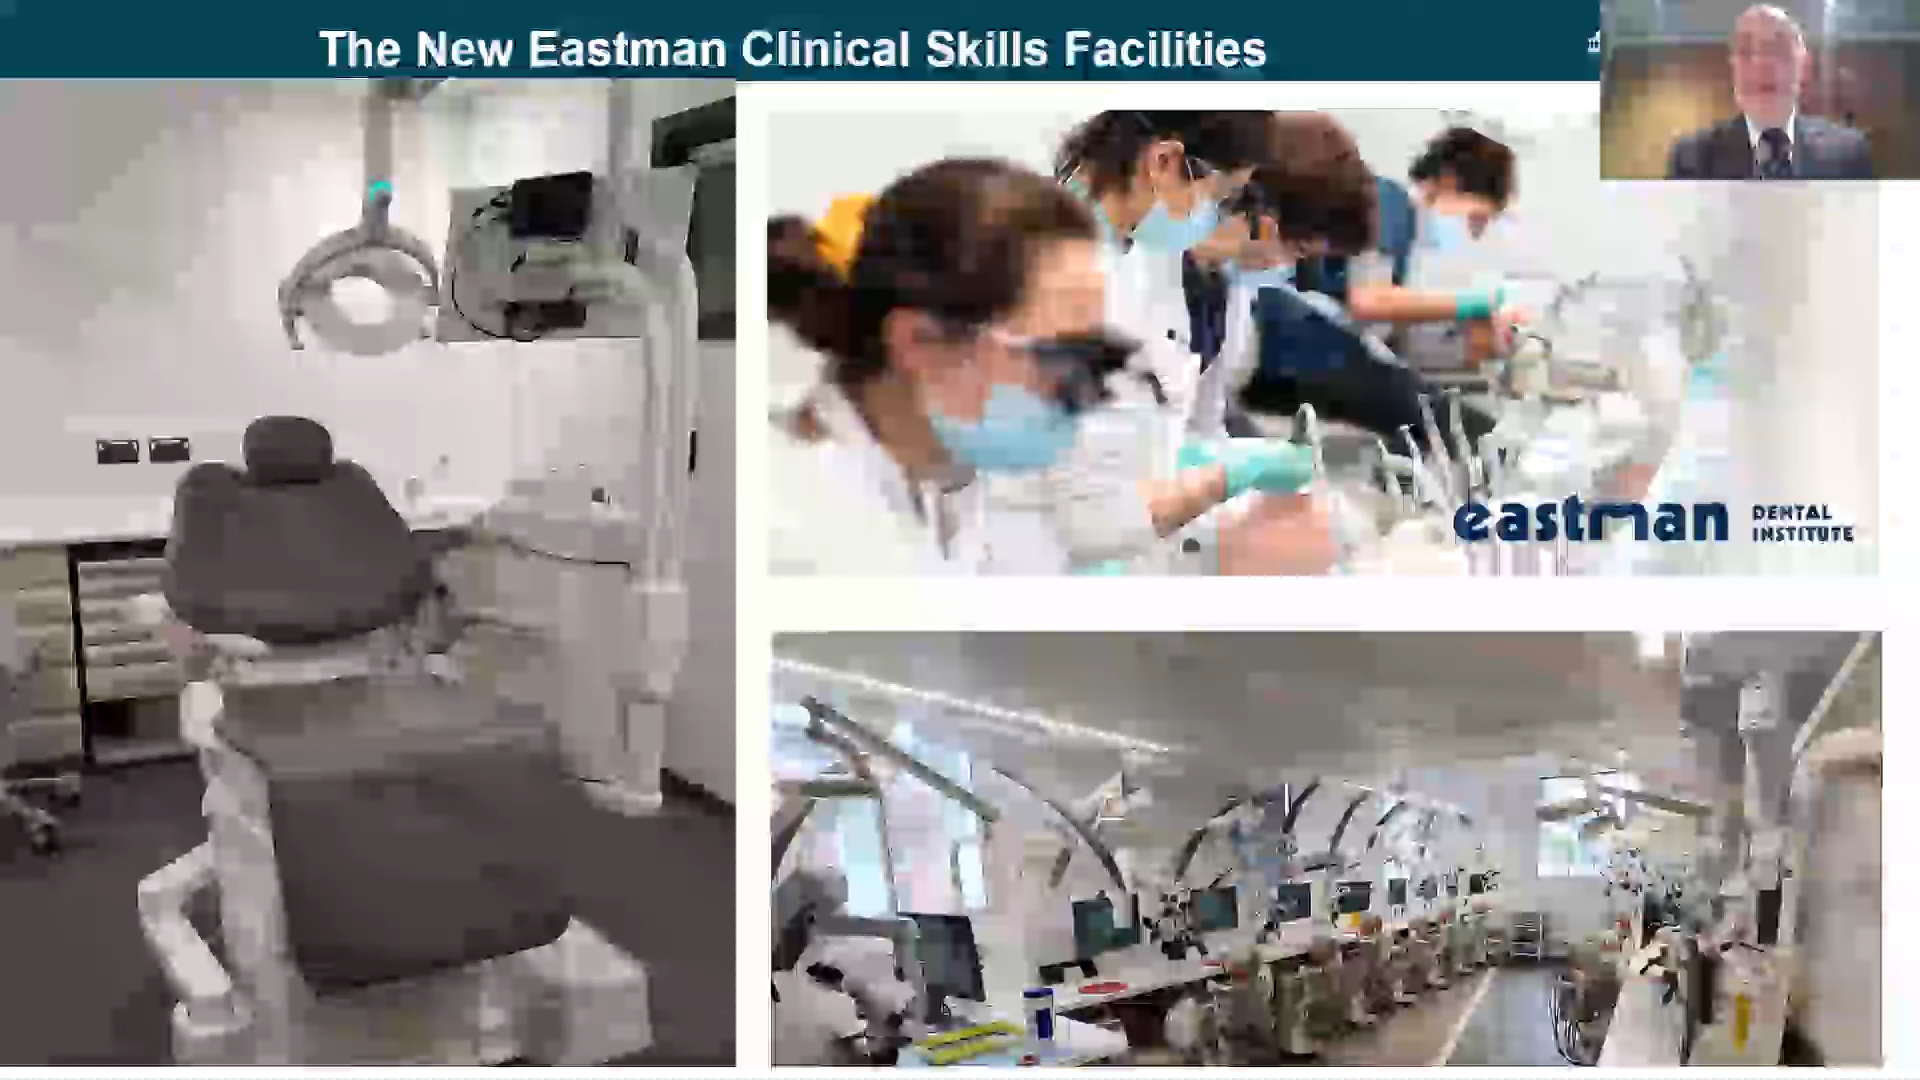 The New Eastman Clinical Skills Facilities
eastman
DENTAL
INSTITUTE